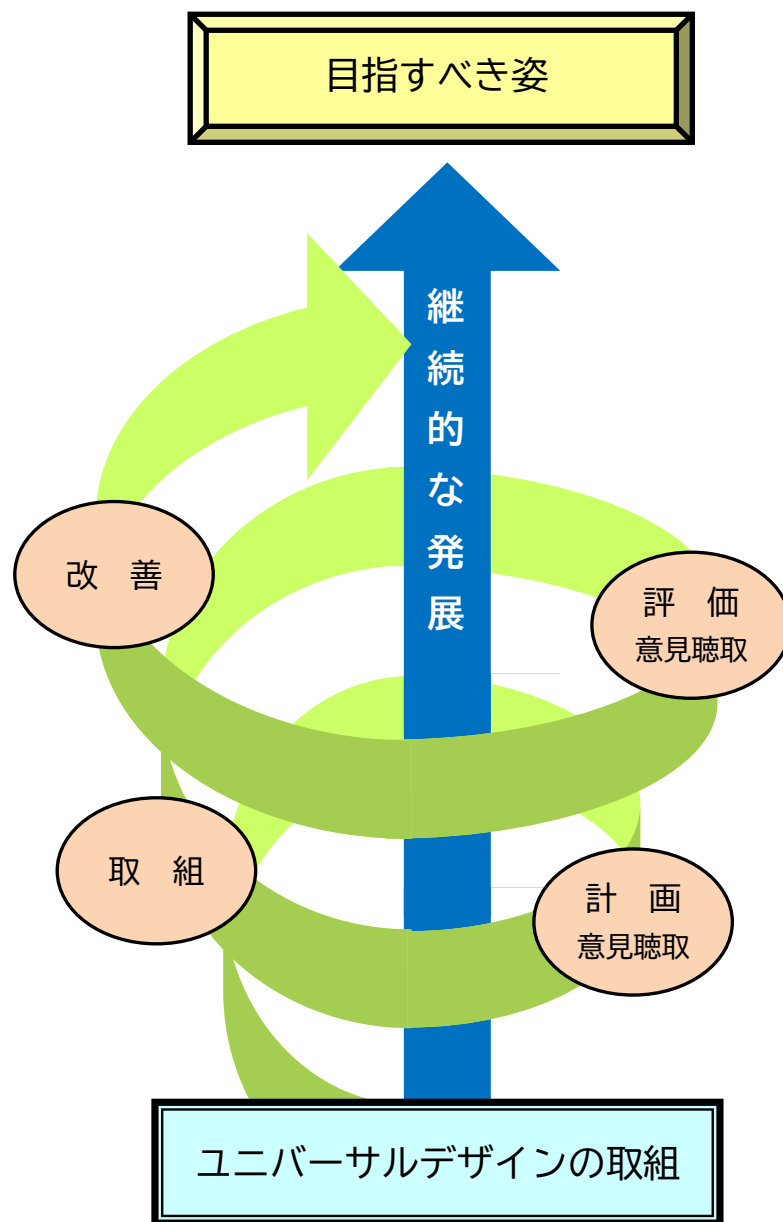 目指すべき姿
継続的な発展
改　善
評　価
意見聴取
取　組
計　画
意見聴取
ユニバーサルデザインの取組